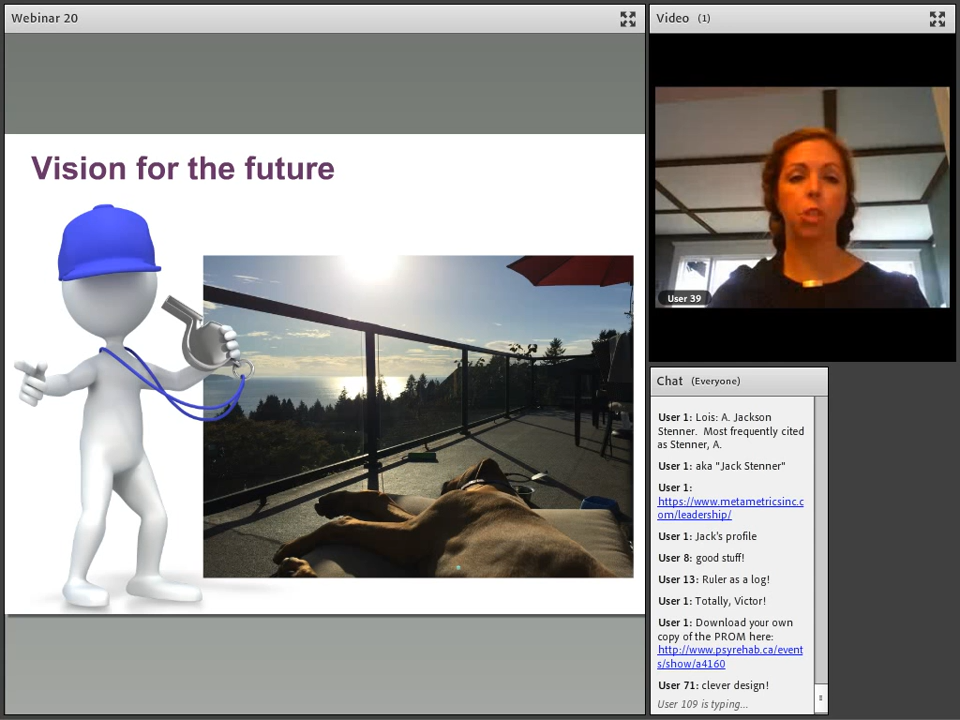 Webinar 20
Vision for the future
Video (1)
User 39
Chat (Everyone)
User 1: Lois: A. Jackson
Stenner. Most frequently cited
as Stenner, A.
User 1: aka "Jack Stenner"
User 1:
https://www.metametricsinc.c
om/leadership/
User 1: Jack's profile
User 8: good stuff!
User 13: Ruler as a log!
User 1: Totally, Victor!
User 1: Download your own
copy of the PROM here:
http://www.psyrehab.ca/event
s/show/a4160
User 71: clever design!
User 109 is typing...